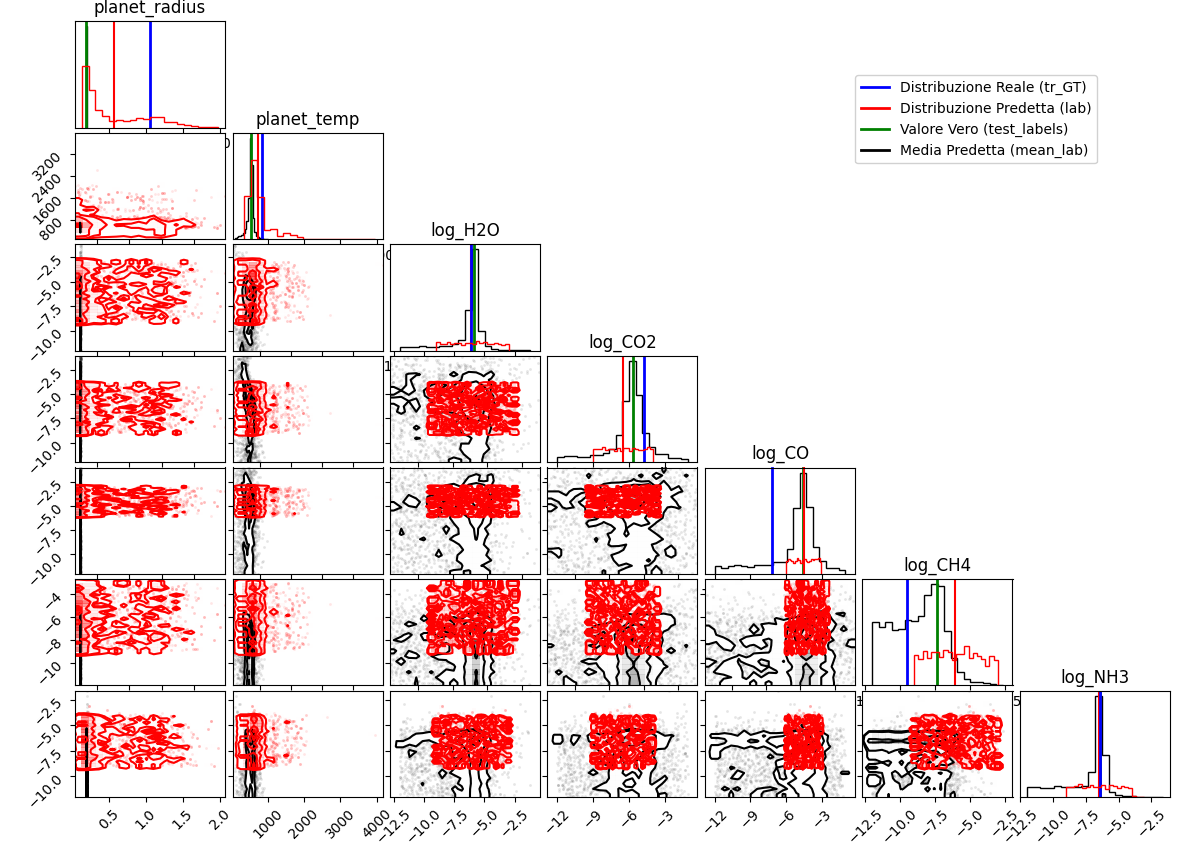 planet_radius
Distribuzione Reale (tr_GT)
Distribuzione Predetta (lab)
Valore Vero (test_labels)
Media Predetta (mean_lab)
planet_temp
3200
2400
1600
800
log_H2O
−2.5
−5.0
−7.5
−10.0
log_CO2
−2.5
−5.0
−7.5
−10.0
log_CO
−2.5
−5.0
−7.5
−10.0
log_CH4
−4
−6
−8
−10
log_NH3
−2.5
−5.0
−7.5
−10.0
0.5 1.0 1.5 2.0 1000 2000 3000 4000 −12.5 −10.0 −7.5 −5.0 −2.5 −12 −9 −6 −3 −12 −9 −6 −3 −12.5 −10.0 −7.5 −5.0 −2.5 −12.5 −10.0 −7.5 −5.0 −2.5